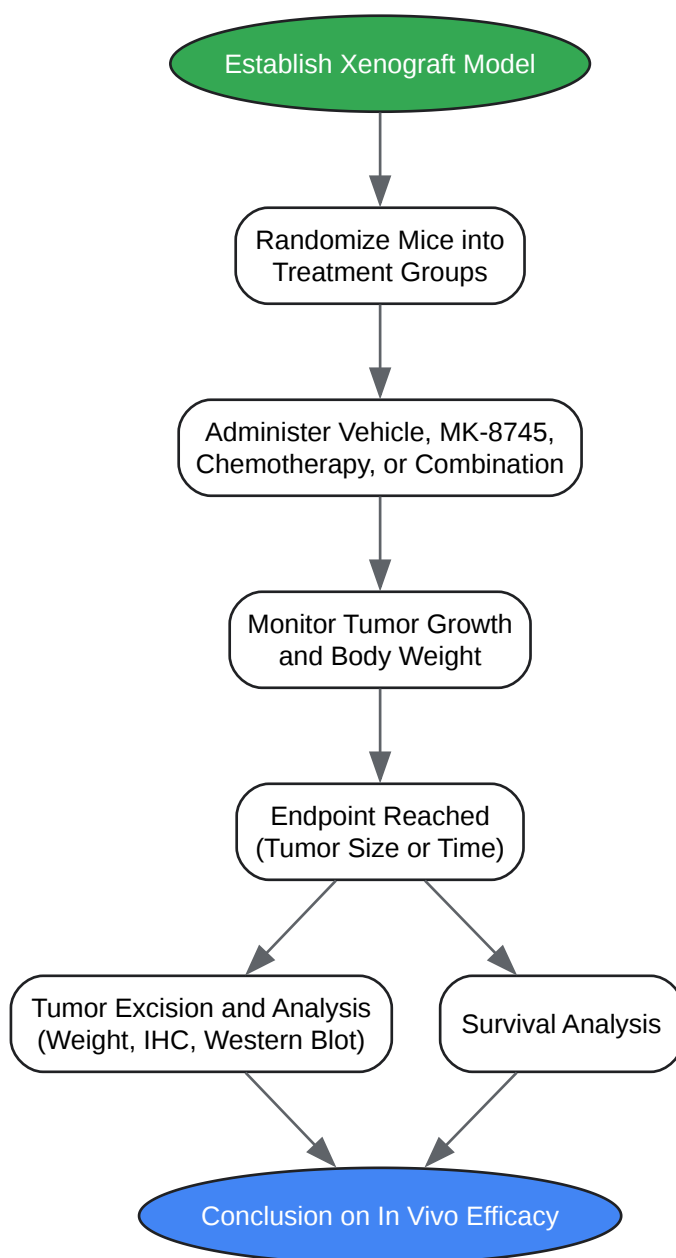 Establish Xenograft Model
Randomize Mice into
Treatment Groups
Administer Vehicle, MK-8745,
Chemotherapy, or Combination
Monitor Tumor Growth
and Body Weight
Endpoint Reached
(Tumor Size or Time)
Tumor Excision and Analysis
(Weight, IHC, Western Blot)
Survival Analysis
Conclusion on In Vivo Efficacy